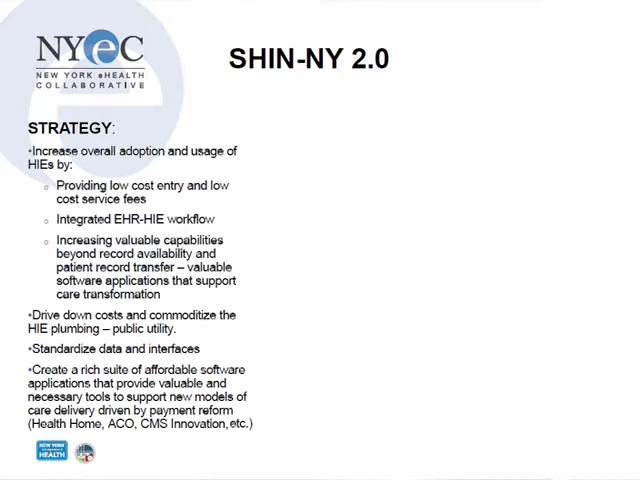 NYeC
NEW YORK eHEALTH
COLLABORATIVE
SHIN-NY 2.0
STRATEGY:
•Increase overall adoption and usage of
HIEs by:
o Providing low cost entry and low
cost service fees
o Integrated EHR-HIE workflow
o Increasing valuable capabilities
beyond record availability and
patient record transfer – valuable
software applications that support
care transformation
•Drive down costs and commoditize the
HIE plumbing – public utility.
•Standardize data and interfaces
•Create a rich suite of affordable software
applications that provide valuable and
necessary tools to support new models of
care delivery driven by payment reform
(Health Home, ACO, CMS Innovation, etc.)
NEW YORK
HEALTH